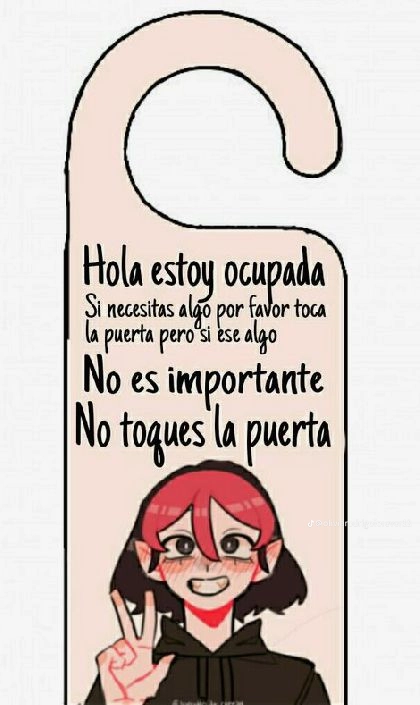 Hola estoy ocupada
Si necesitas algo por favor toca
la puerta pero si ese algo
No es importante
No toques la puerta